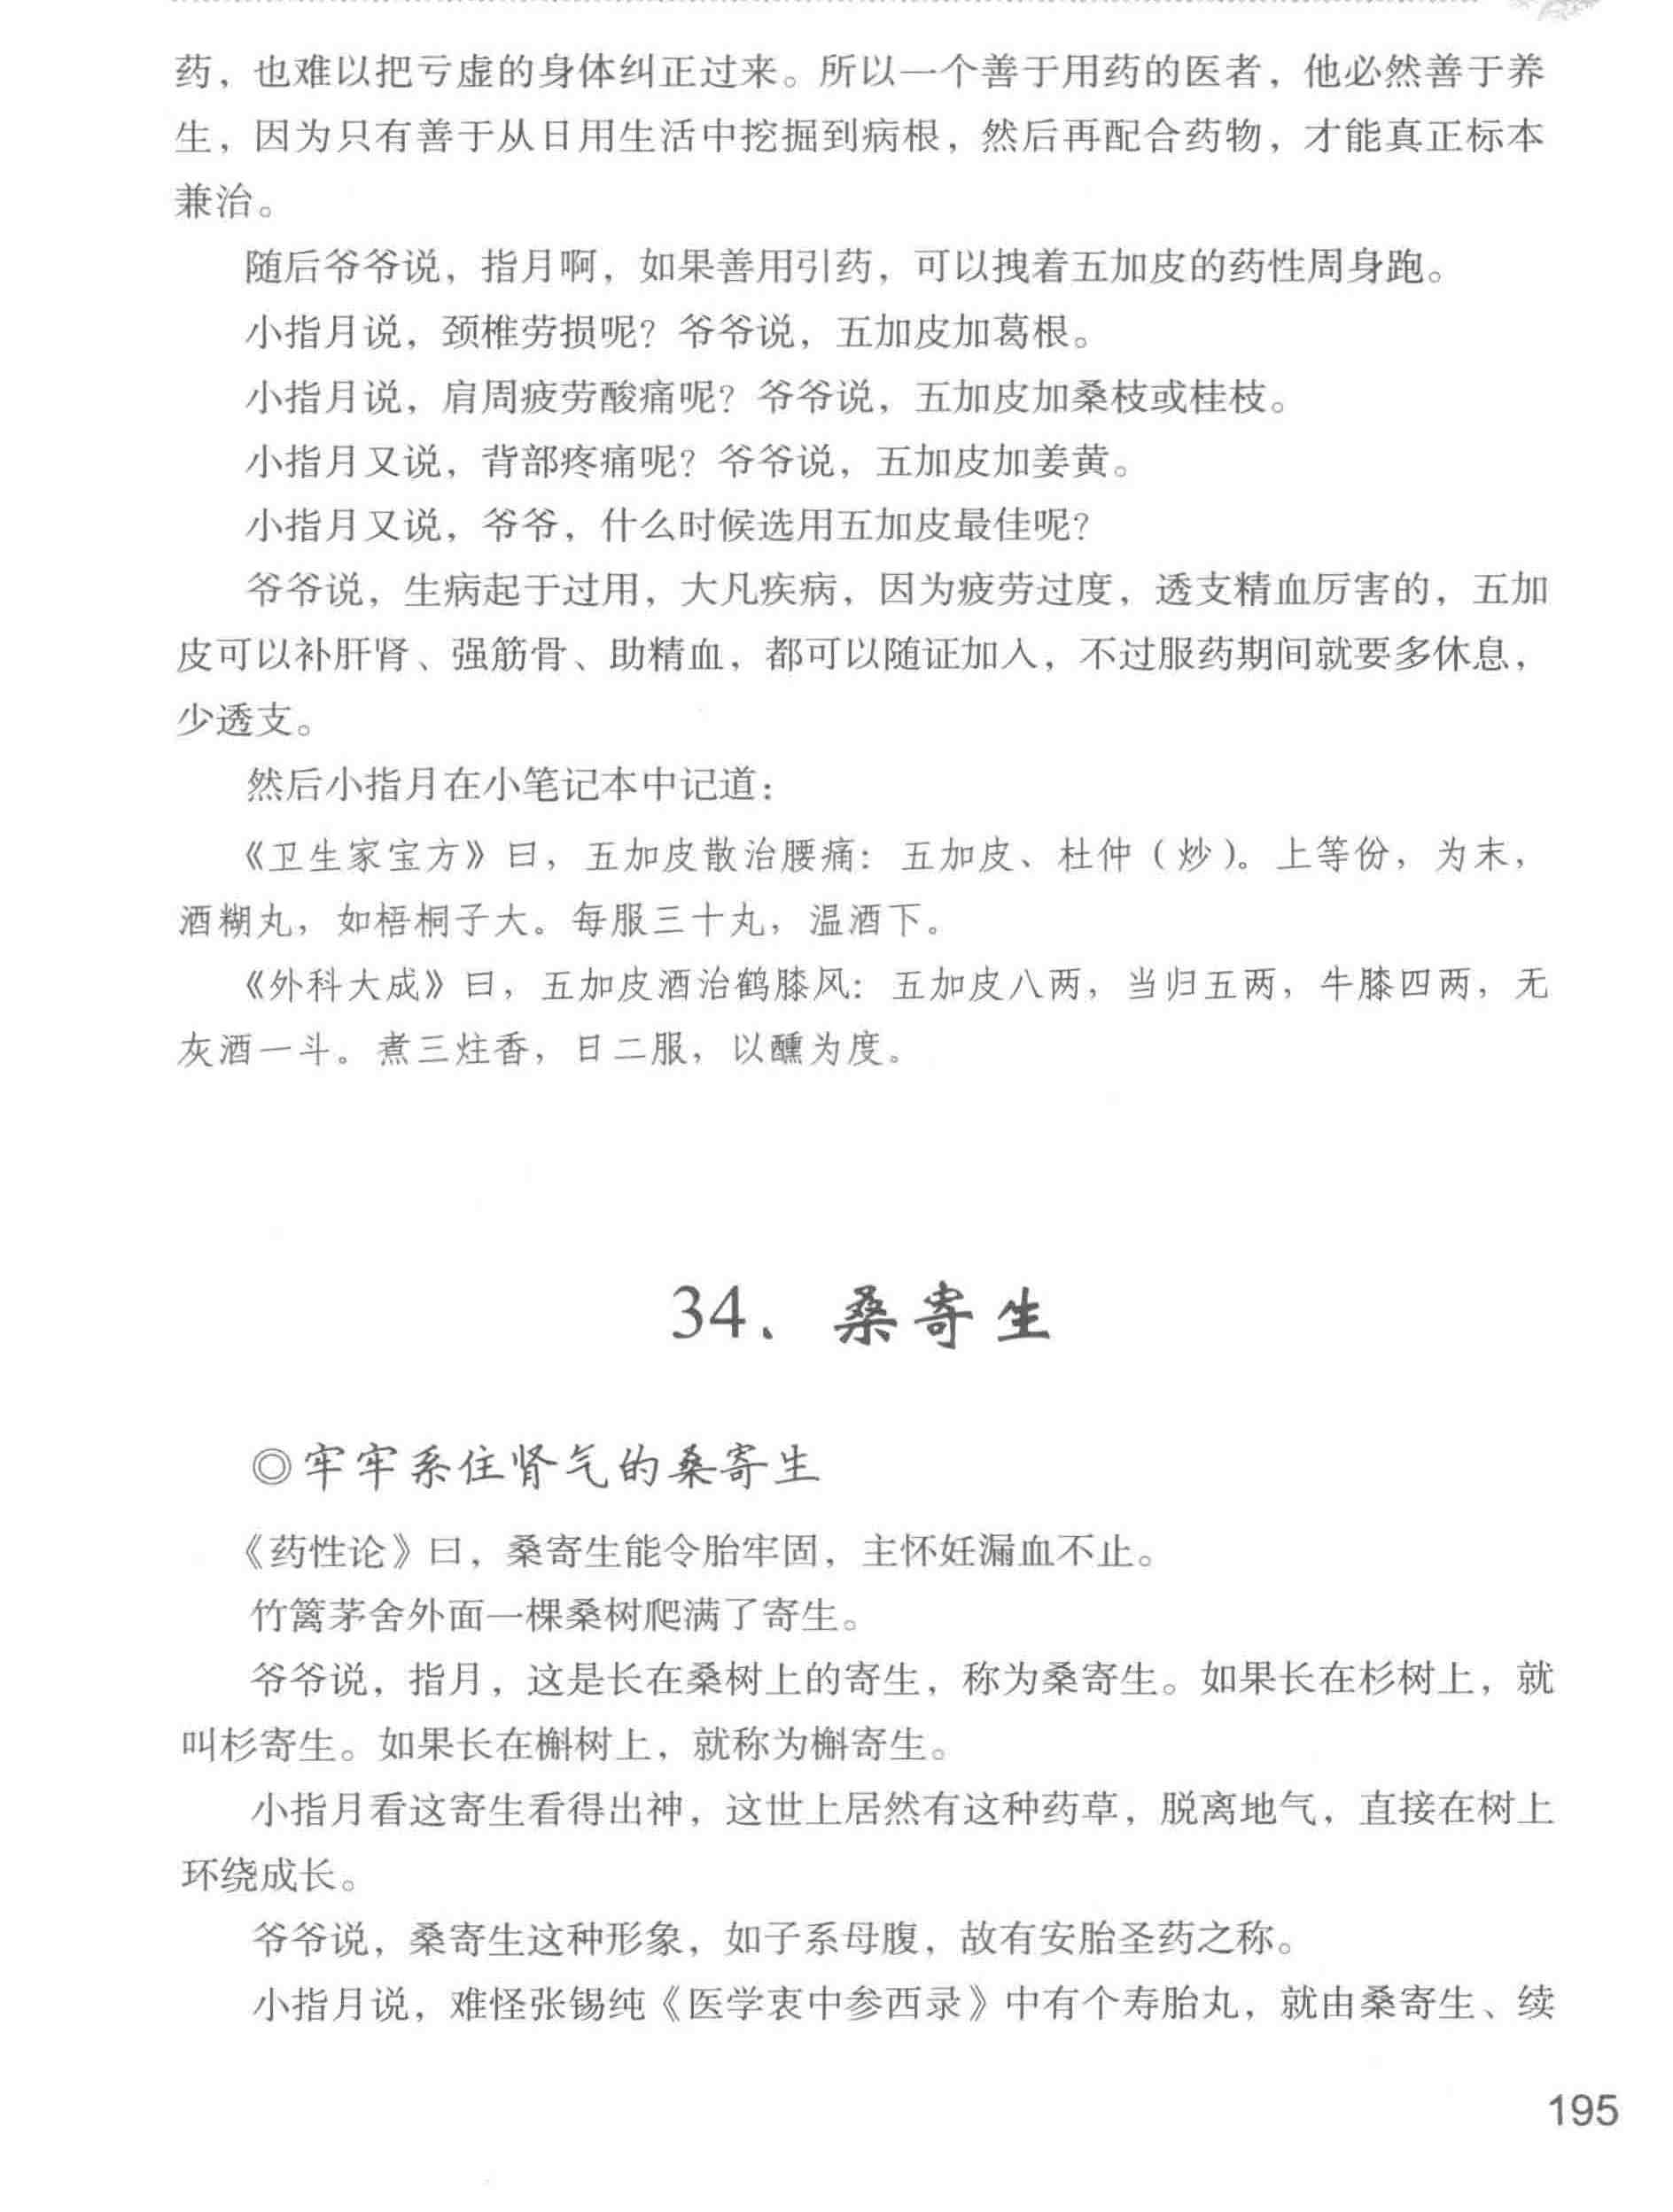 药，也难以把亏虚的身体纠正过来。所以一个善于用药的医者，他必然善于养
生，因为只有善于从日用生活中挖掘到病根，然后再配合药物，才能真正标本
兼治。
随后爷爷说，指月啊，如果善用引药，可以拽着五加皮的药性周身跑。
小指月说，颈椎劳损呢？爷爷说，五加皮加葛根。
小指月说，肩周疲劳酸痛呢？爷爷说，五加皮加桑枝或桂枝。
小指月又说，背部疼痛呢？爷爷说，五加皮加姜黄。
小指月又说，爷爷，什么时候选用五加皮最佳呢？
爷爷说，生病起于过用，大凡疾病，因为疲劳过度，透支精血厉害的，五加
皮可以补肝肾、强筋骨、助精血，都可以随证加入，不过服药期间就要多休息，
少透支。
然后小指月在小笔记本中记道：
《卫生家宝方》曰，五加皮散治腰痛：五加皮、杜仲（炒）。上等份，为末，
酒糊丸，如梧桐子大。每服三十丸，温酒下。
《外科大成》曰，五加皮酒治鹤膝风：五加皮八两，当归五两，牛膝四两，无
灰酒一斗。煮三炷香，日二服，以醺为度。
34、桑寄生
◎牢牢系住肾气的桑寄生
《药性论》曰，桑寄生能令胎牢固，主怀妊漏血不止。
竹篱茅舍外面一棵桑树爬满了寄生。
爷爷说，指月，这是长在桑树上的寄生，称为桑寄生。如果长在杉树上，就
叫杉寄生。如果长在槲树上，就称为槲寄生。
小指月看这寄生看得出神，这世上居然有这种药草，脱离地气，直接在树上
环绕成长。
爷爷说，桑寄生这种形象，如子系母腹，故有安胎圣药之称。
小指月说，难怪张锡纯《医学衷中参西录》中有个寿胎丸，就由桑寄生、续
195